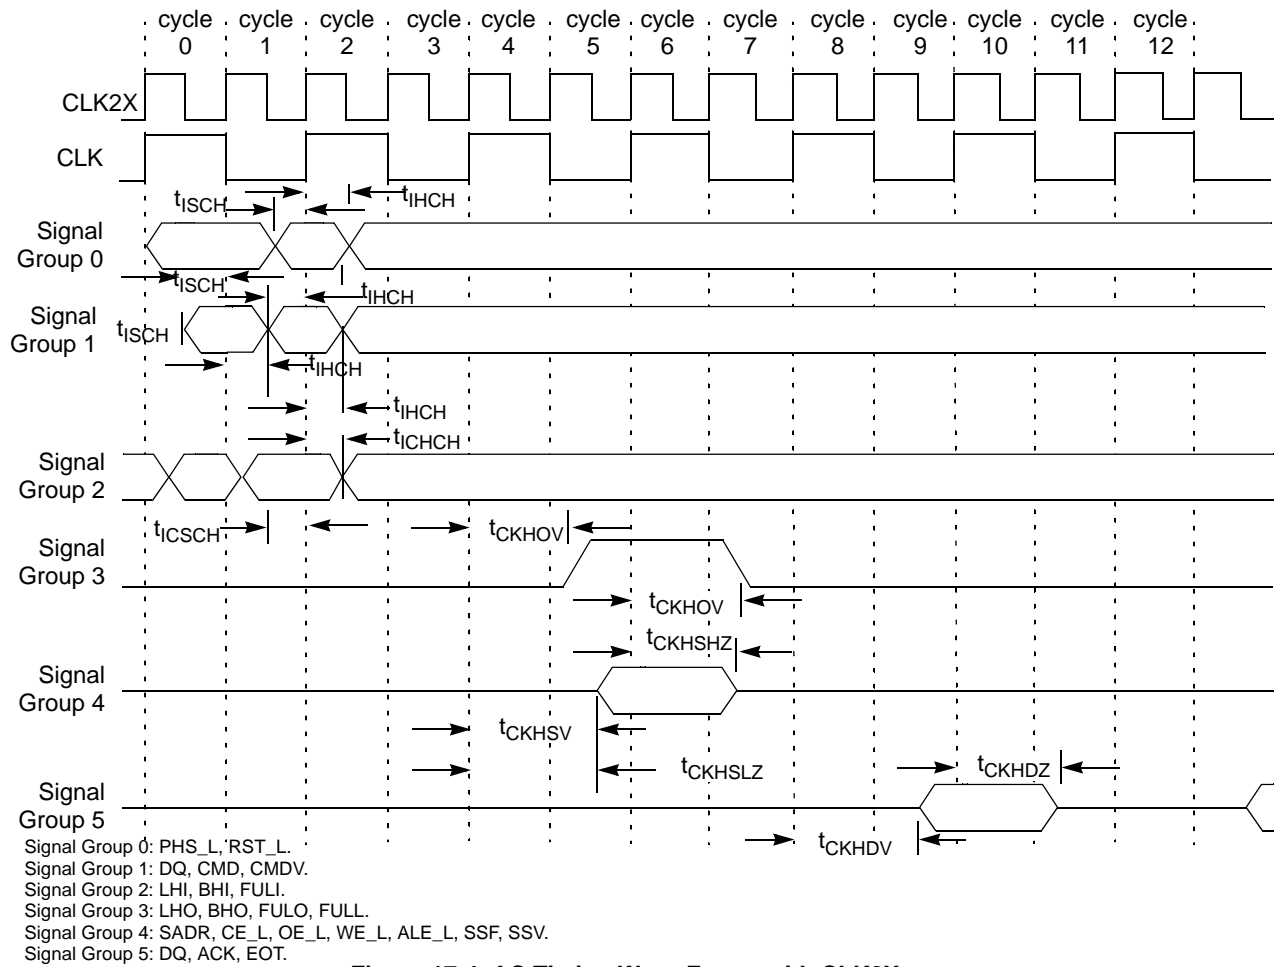 cycle cycle cycle cycle cycle cycle cycle cycle cycle cycle cycle cycle cycle
0 1 2 3 4 5 6 7 8 9 10 11 12
CLK2X
CLK
tISCH tIHCH
Signal
Group 0
tISCH tIHCH
Signal
Group 1
tISCH
tIHCH
tIHCH
tICHCH
Signal
Group 2
tICSCH tCKHOV
Signal
Group 3
tCKHOV
tCKHSHZ
Signal
Group 4
tCKHSV
tCKHSLZ tCKHDZ
Signal
Group 5
tCKHDV
Signal Group 0: PHS_L, RST_L.
Signal Group 1: DQ, CMD, CMDV.
Signal Group 2: LHI, BHI, FULI.
Signal Group 3: LHO, BHO, FULO, FULL.
Signal Group 4: SADR, CE_L, OE_L, WE_L, ALE_L, SSF, SSV.
Signal Group 5: DQ, ACK, EOT.